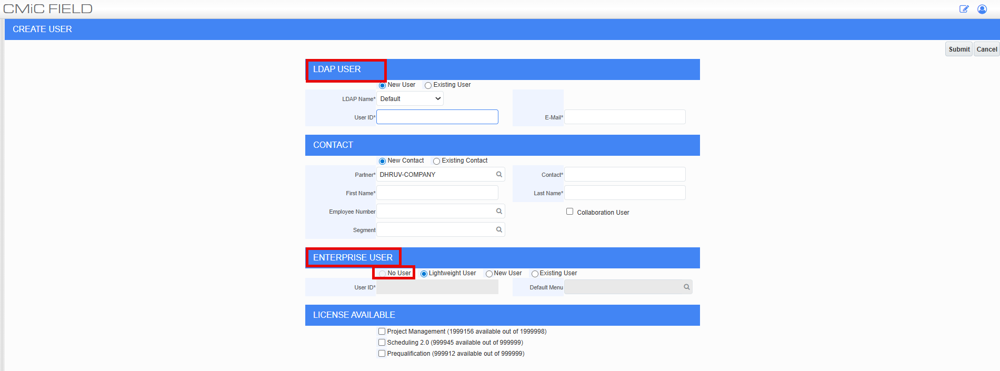 CMiC FIELD
CREATE USER
Submit Cancel
LDAP USER
New User Existing User
LDAP Name* Default
User ID* E-Mail*
CONTACT
New Contact Existing Contact
Partner* DHRUV-COMPANY Contact*
First Name* Last Name*
Employee Number Collaboration User
Segment
ENTERPRISE USER
No User Lightweight User New User Existing User
User ID* Default Menu
LICENSE AVAILABLE
Project Management (1999156 available out of 1999998)
Scheduling 2.0 (999945 available out of 999999)
Prequalification (999912 available out of 999999)